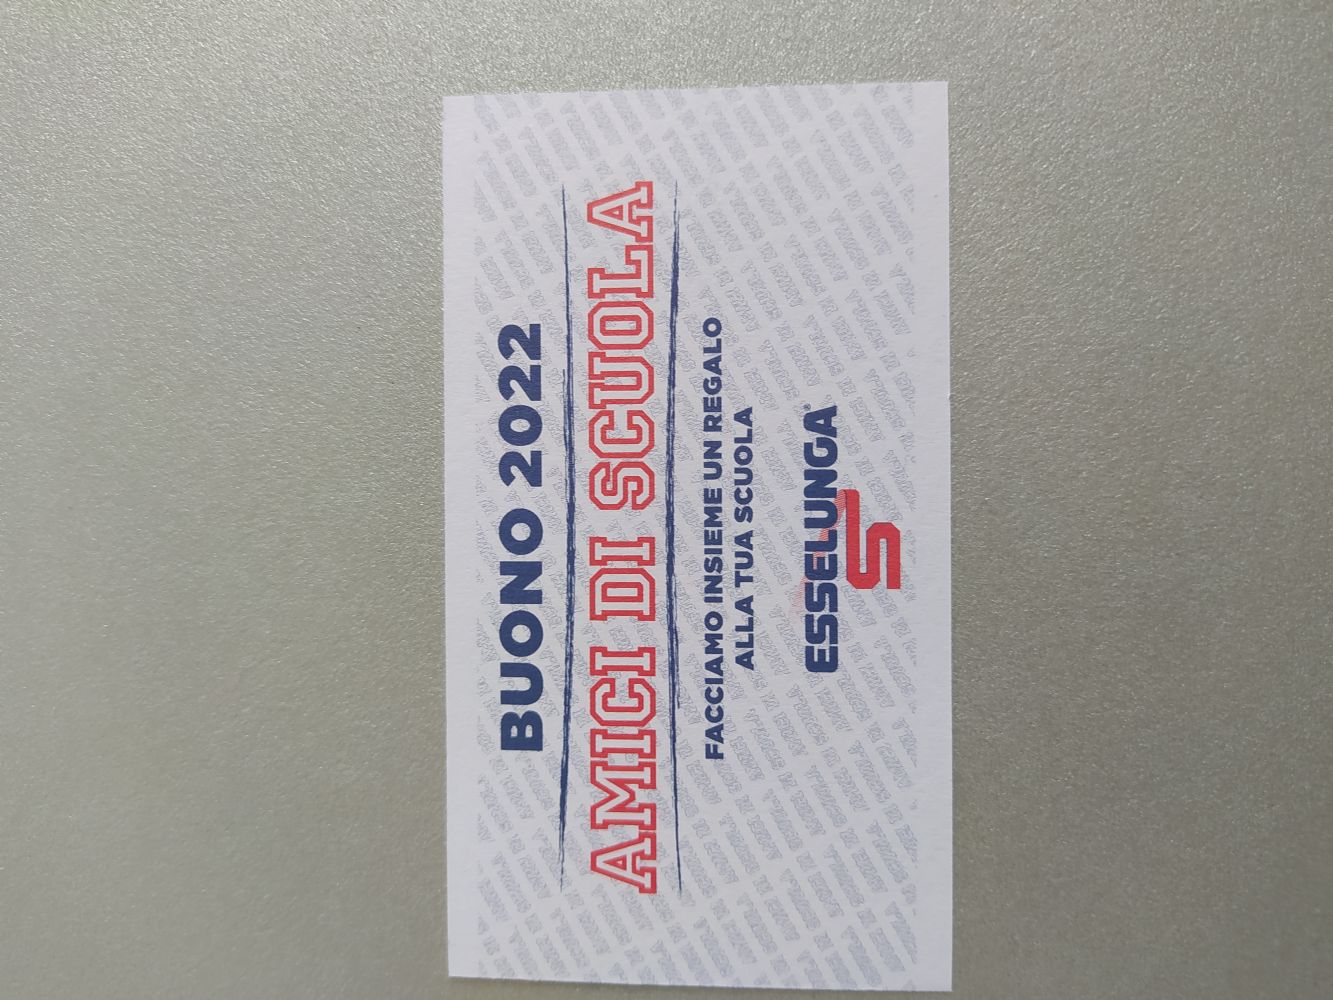 BUONO 2022
AMICI DI SCUOLA
FACCIAMO INSIEME UN REGALO
ALLA TUA SCUOLA
ESSELUNGA®
S